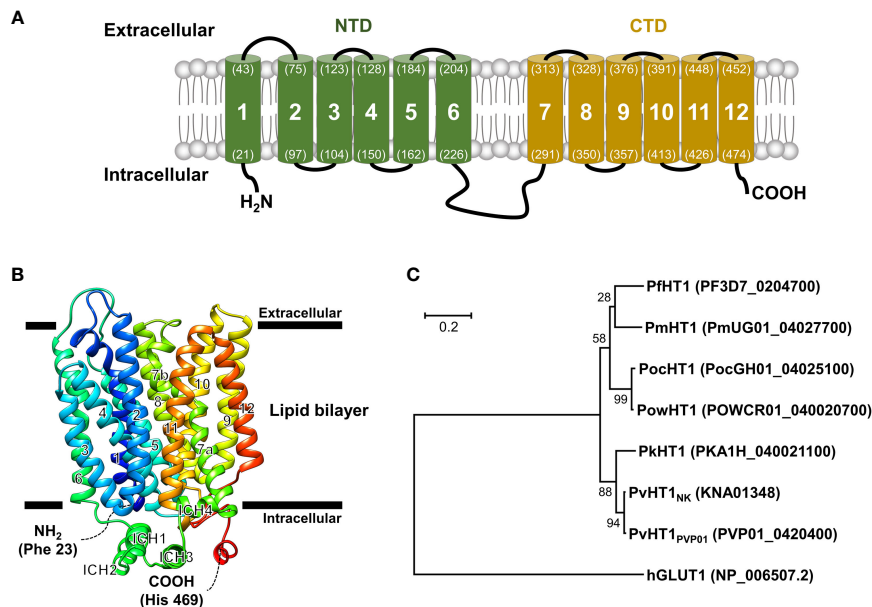 A
Extracellular
NTD
CTD
(43) (75) (123) (128) (184) (204) (313) (328) (376) (391) (448) (452)
1 2 3 4 5 6 7 8 9 10 11 12
(21) (97) (104) (150) (162) (226) (291) (350) (357) (413) (426) (474)
Intracellular
H2N
COOH
B
Extracellular
7b
10
8
4
2
12
11
9
3
5
7a
1
6
Lipid bilayer
ICH4
Intracellular
NH2
(Phe 23)
ICH1
ICH3
ICH2
COOH
(His 469)
C
0.2
28
PfHT1 (PF3D7_0204700)
PmHT1 (PmUG01_04027700)
58
PocHT1 (PocGH01_04025100)
99
PowHT1 (POWCR01_040020700)
PkHT1 (PKA1H_040021100)
88
PvHT1NK (KNA01348)
94
PvHT1PVP01 (PVP01_0420400)
hGLUT1 (NP_006507.2)